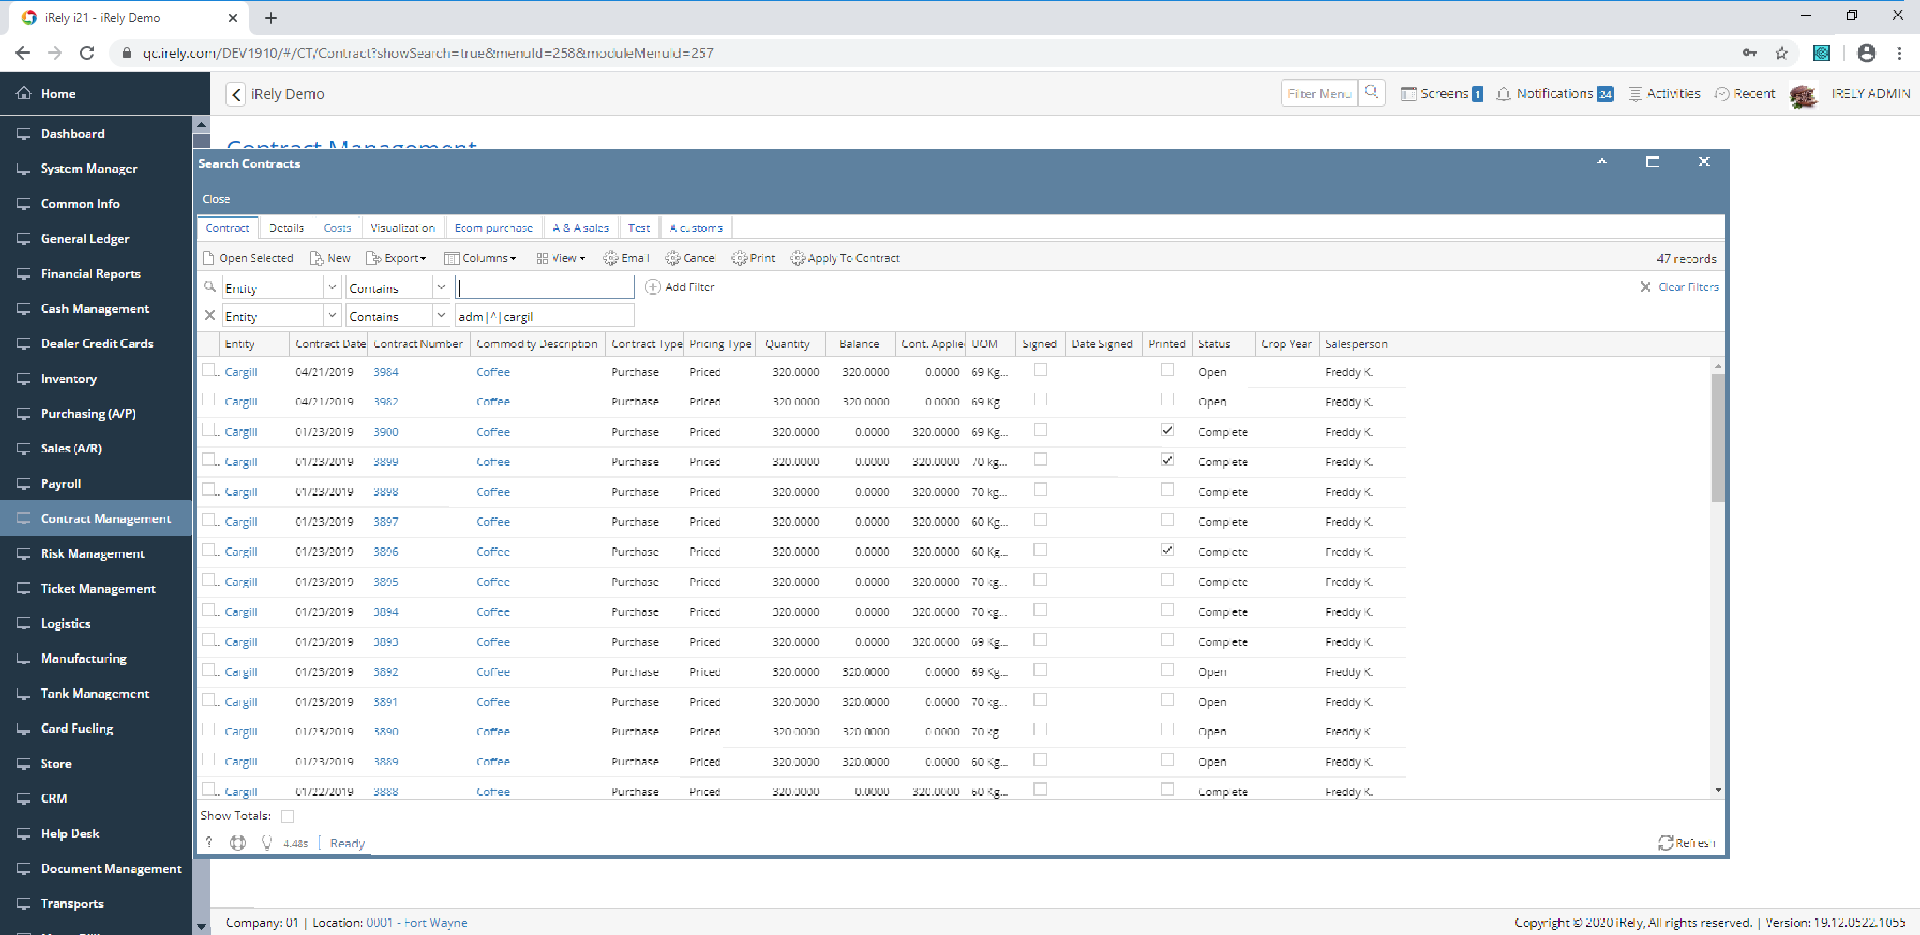 iRely i21 - iRely Demo
qc.irely.com/DEV1910/#/CT/Contract?showSearch=true&menuId=258&moduleMenuId=257
Home
iRely Demo
Filter Menu
Screens 1
Notifications 24
Activities
Recent
IRELY ADMIN
Dashboard
System Manager
Common Info
General Ledger
Financial Reports
Cash Management
Dealer Credit Cards
Inventory
Purchasing (A/P)
Sales (A/R)
Payroll
Contract Management
Risk Management
Ticket Management
Logistics
Manufacturing
Tank Management
Card Fueling
Store
CRM
Help Desk
Document Management
Transports
Contract Management
Search Contracts
Close
Contract Details Costs Visualization Ecom purchase A & A sales Test A customs
Open Selected New Export Columns View Email Cancel Print Apply To Contract 47 records
Entity Contains Add Filter Clear Filters
Entity Contains adm|^|cargil
Entity Contract Date Contract Number Commodity Description Contract Type Pricing Type Quantity Balance Cont. Applie UOM Signed Date Signed Printed Status Crop Year Salesperson
Cargill 04/21/2019 3984 Coffee Purchase Priced 320.0000 320.0000 0.0000 69 Kg... Open Freddy K.
Cargill 04/21/2019 3982 Coffee Purchase Priced 320.0000 320.0000 0.0000 69 Kg Open Freddy K.
Cargill 01/23/2019 3900 Coffee Purchase Priced 320.0000 0.0000 320.0000 69 Kg... Complete Freddy K.
Cargill 01/23/2019 3899 Coffee Purchase Priced 320.0000 0.0000 320.0000 70 kg... Complete Freddy K.
Cargill 01/23/2019 3898 Coffee Purchase Priced 320.0000 0.0000 320.0000 70 kg... Complete Freddy K.
Cargill 01/23/2019 3897 Coffee Purchase Priced 320.0000 0.0000 320.0000 60 Kg... Complete Freddy K.
Cargill 01/23/2019 3896 Coffee Purchase Priced 320.0000 0.0000 320.0000 60 Kg... Complete Freddy K.
Cargill 01/23/2019 3895 Coffee Purchase Priced 320.0000 0.0000 320.0000 70 kg... Complete Freddy K.
Cargill 01/23/2019 3894 Coffee Purchase Priced 320.0000 0.0000 320.0000 70 kg... Complete Freddy K.
Cargill 01/23/2019 3893 Coffee Purchase Priced 320.0000 0.0000 320.0000 69 Kg... Complete Freddy K.
Cargill 01/23/2019 3892 Coffee Purchase Priced 320.0000 320.0000 0.0000 69 Kg... Open Freddy K.
Cargill 01/23/2019 3891 Coffee Purchase Priced 320.0000 320.0000 0.0000 70 kg... Open Freddy K.
Cargill 01/23/2019 3890 Coffee Purchase Priced 320.0000 320.0000 0.0000 70 kg Open Freddy K.
Cargill 01/23/2019 3889 Coffee Purchase Priced 320.0000 320.0000 0.0000 60 Kg... Open Freddy K.
Cargill 01/22/2019 3888 Coffee Purchase Priced 320.0000 0.0000 320.0000 60 Kg... Complete Freddy K.
Show Totals:
? 4.48s Ready
Refresh
Company: 01 | Location: 0001 - Fort Wayne
Copyright © 2020 iRely, All rights reserved. | Version: 19.12.0522.1055